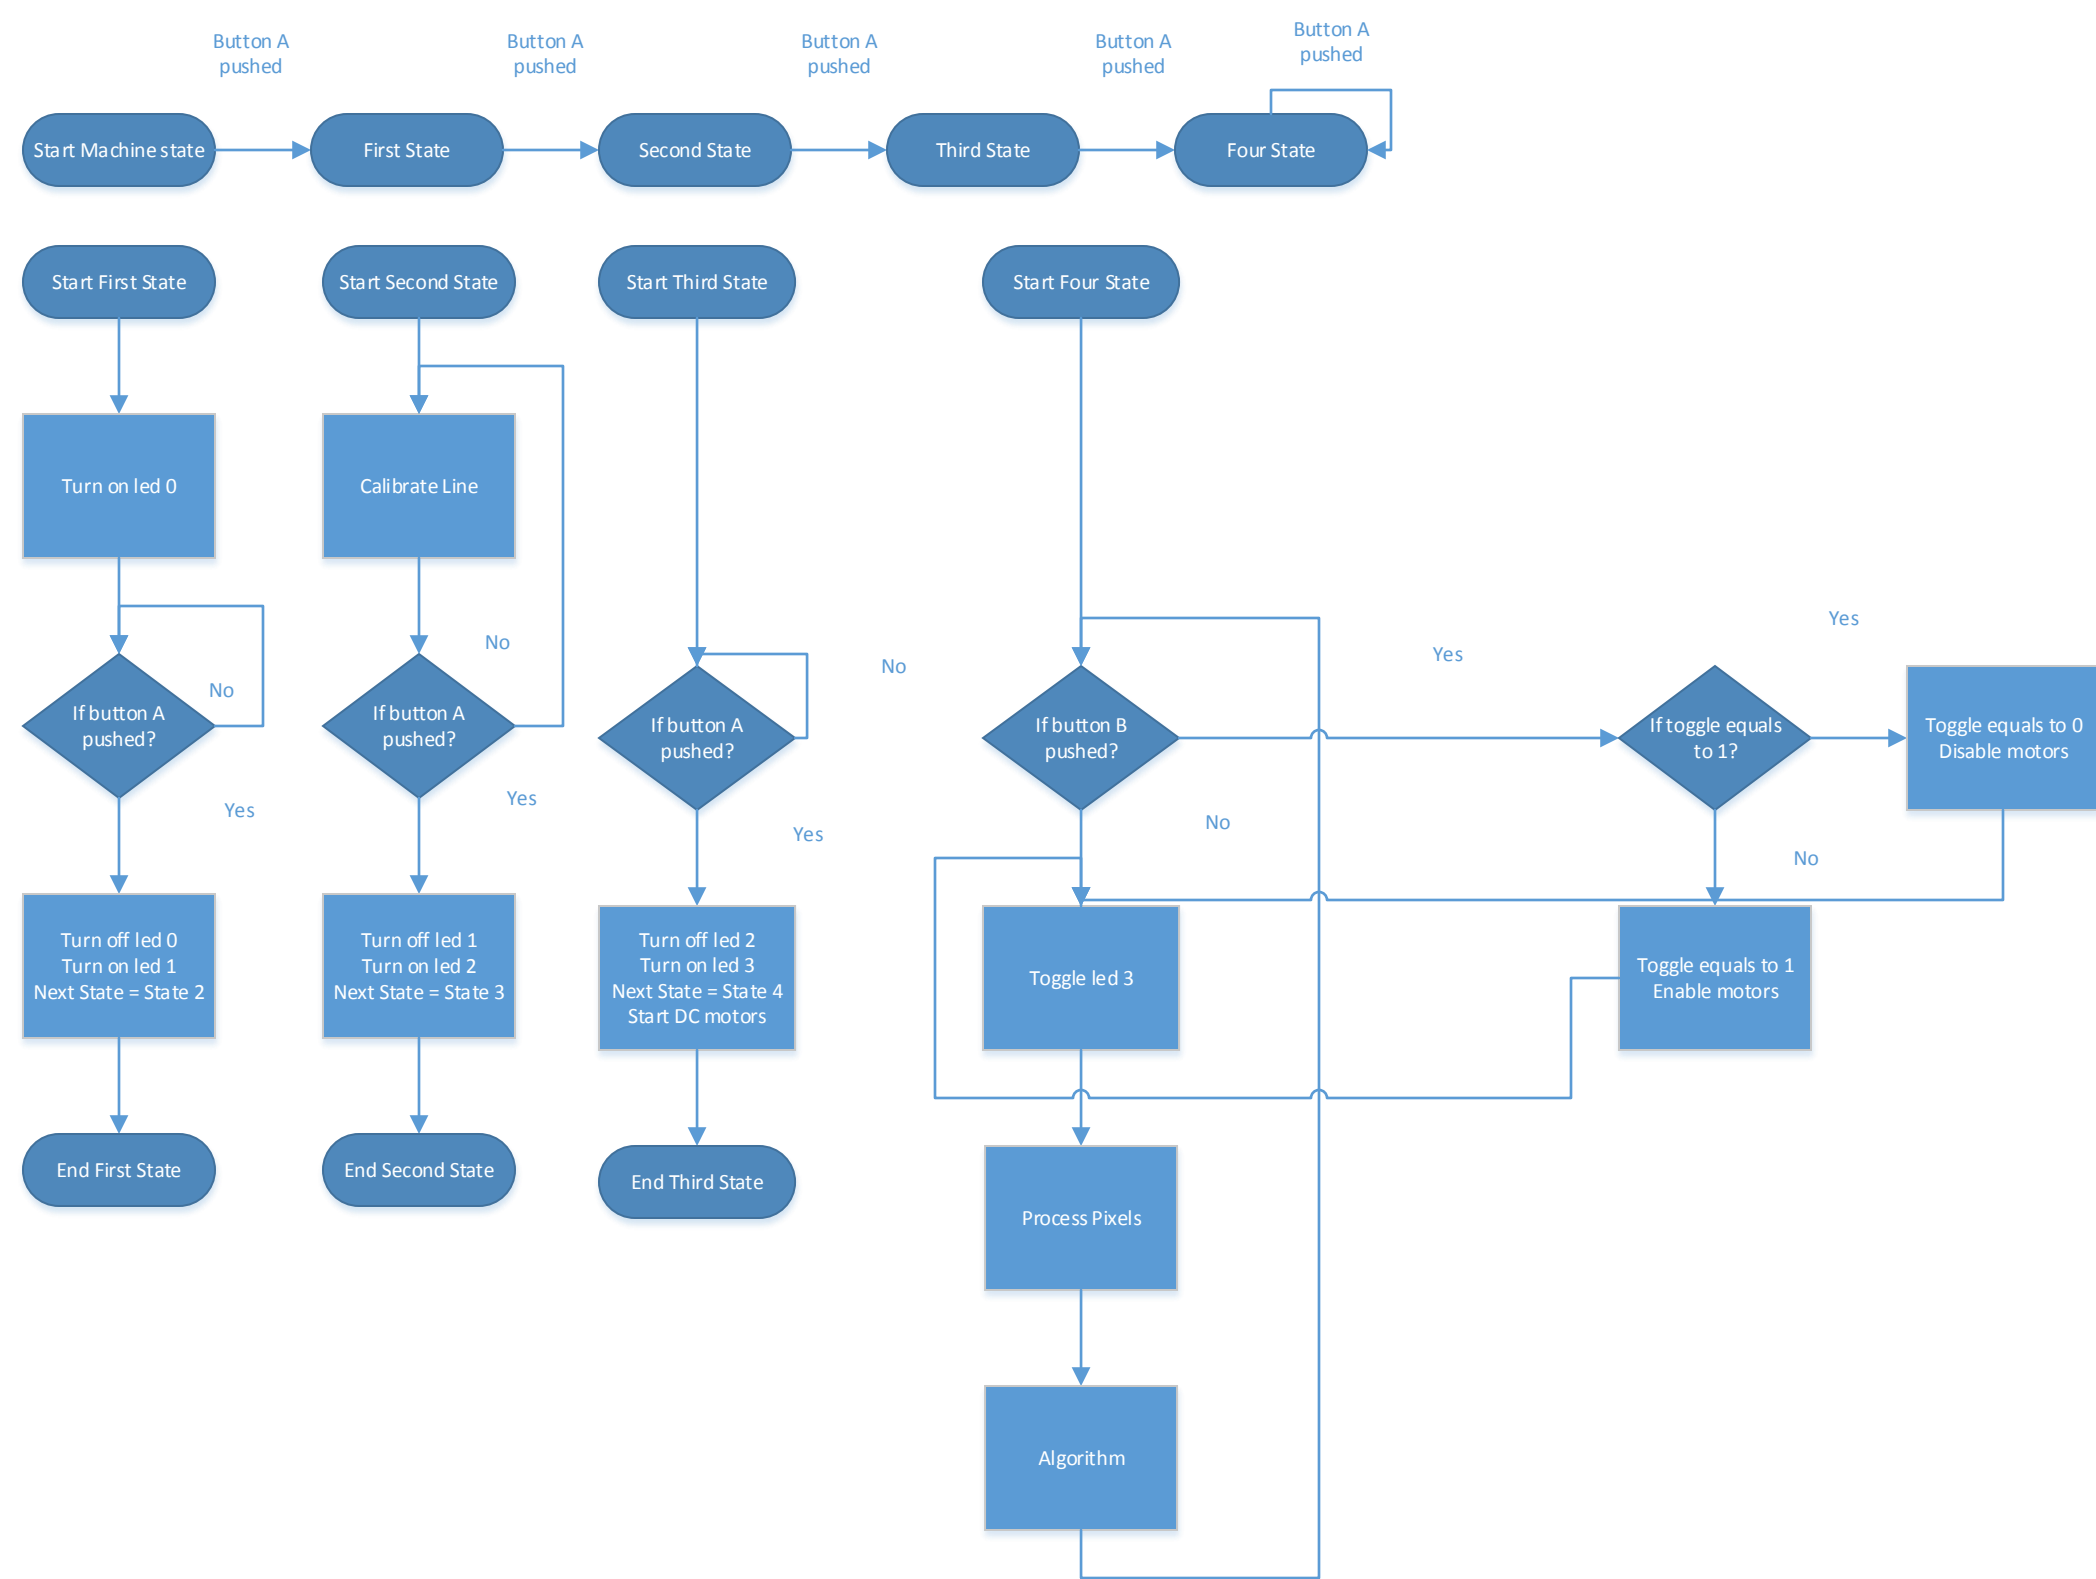 Button A
pushed
Button A
pushed
Button A
pushed
Button A
pushed
Button A
pushed
Start Machine state
First State
Second State
Third State
Four State
Start First State
Start Second State
Start Third State
Start Four State
Turn on led 0
Calibrate Line
If button A
pushed?
No
Yes
If button A
pushed?
No
Yes
If button A
pushed?
No
Yes
If button B
pushed?
Yes
No
If toggle equals
to 1?
Yes
No
Toggle equals to 0
Disable motors
Turn off led 0
Turn on led 1
Next State = State 2
Turn off led 1
Turn on led 2
Next State = State 3
Turn off led 2
Turn on led 3
Next State = State 4
Start DC motors
Toggle led 3
Toggle equals to 1
Enable motors
End First State
End Second State
End Third State
Process Pixels
Algorithm